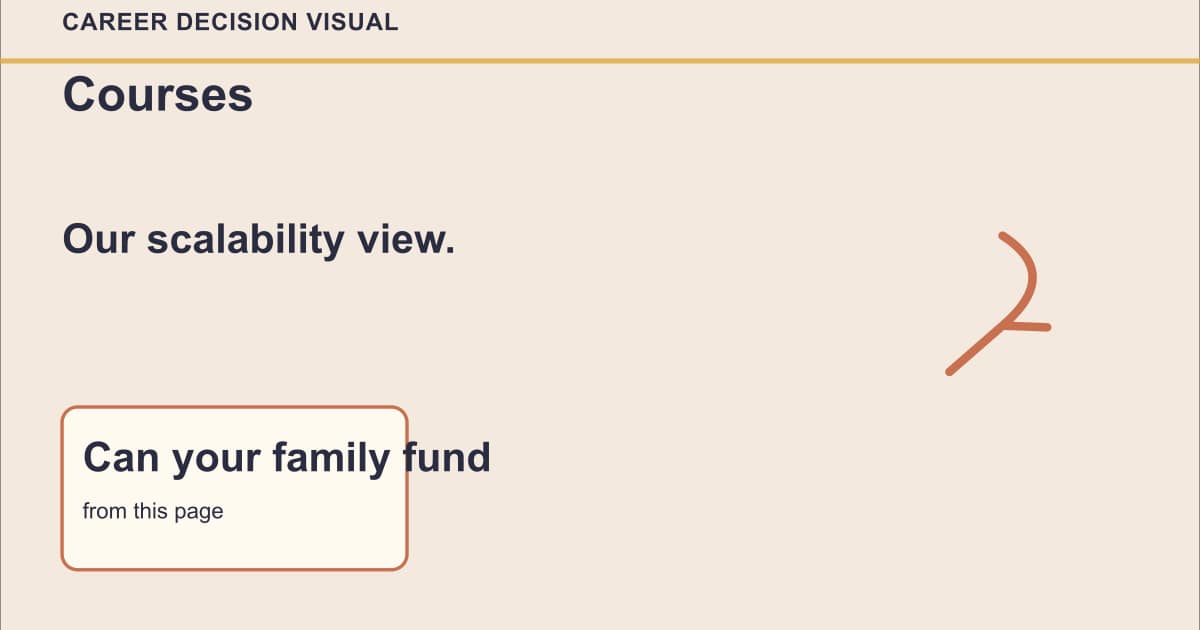 CAREER DECISION VISUAL
Courses
Our scalability view.
Can your family fund
from this page